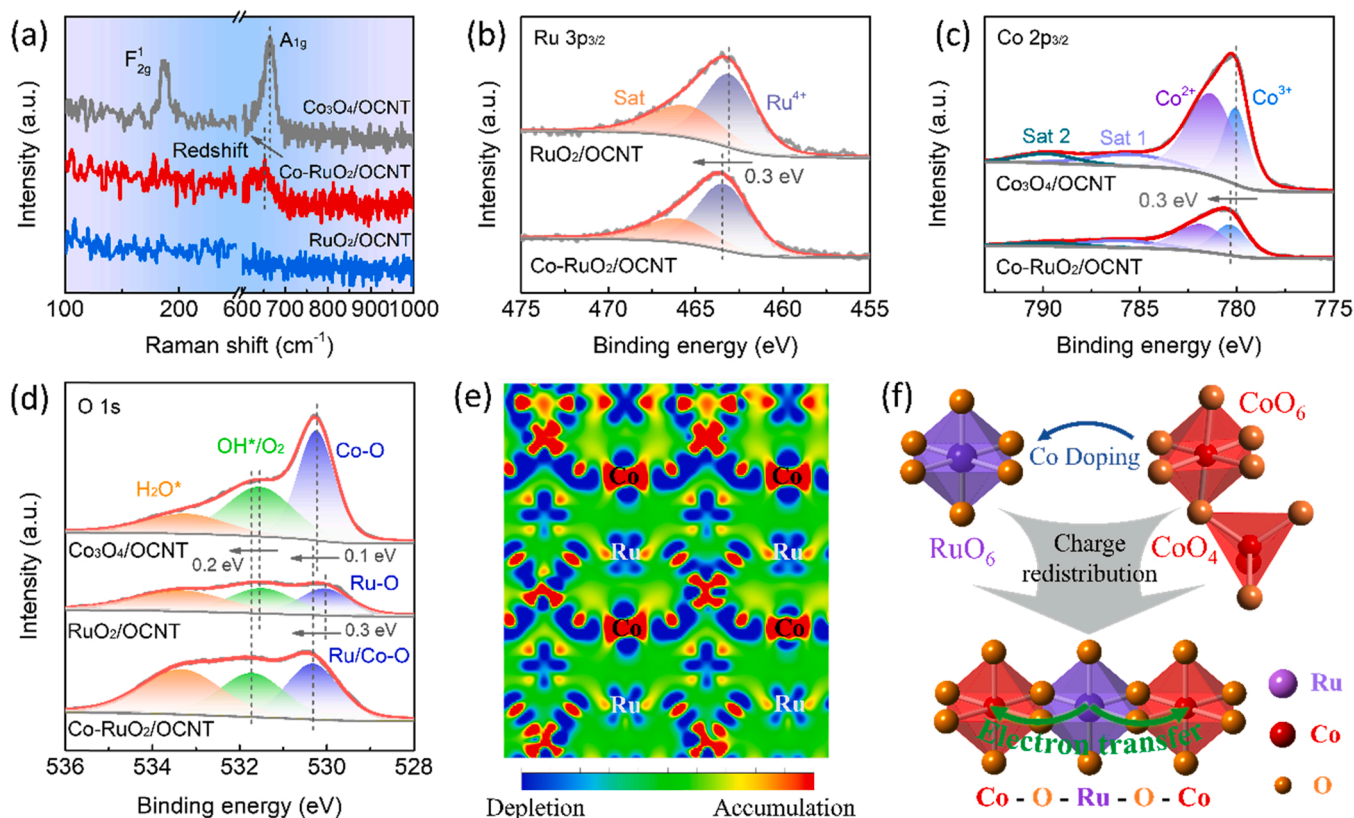 (a)
A₁g
F¹₂g
Co₃O₄/OCNT
Redshift
Co-RuO₂/OCNT
RuO₂/OCNT
Intensity (a.u.)
100 200 600 700 800 900 1000
Raman shift (cm⁻¹)
(b)
Ru 3p₃/₂
Sat
Ru⁴⁺
RuO₂/OCNT
0.3 eV
Co-RuO₂/OCNT
Intensity (a.u.)
475 470 465 460 455
Binding energy (eV)
(c)
Co 2p₃/₂
Co²⁺
Co³⁺
Sat 2
Sat 1
Co₃O₄/OCNT
0.3 eV
Co-RuO₂/OCNT
Intensity (a.u.)
790 785 780 775
Binding energy (eV)
(d)
O 1s
OH*/O₂
Co-O
H₂O*
Co₃O₄/OCNT
0.2 eV
0.1 eV
Ru-O
RuO₂/OCNT
0.3 eV
Ru/Co-O
Co-RuO₂/OCNT
Intensity (a.u.)
536 534 532 530 528
Binding energy (eV)
(e)
Co Co
Ru Ru
Co Co
Ru Ru
Depletion Accumulation
(f)
CoO₆
Co Doping
RuO₆
CoO₄
Charge
redistribution
Electron transfer
Co - O - Ru - O - Co
Ru
Co
O